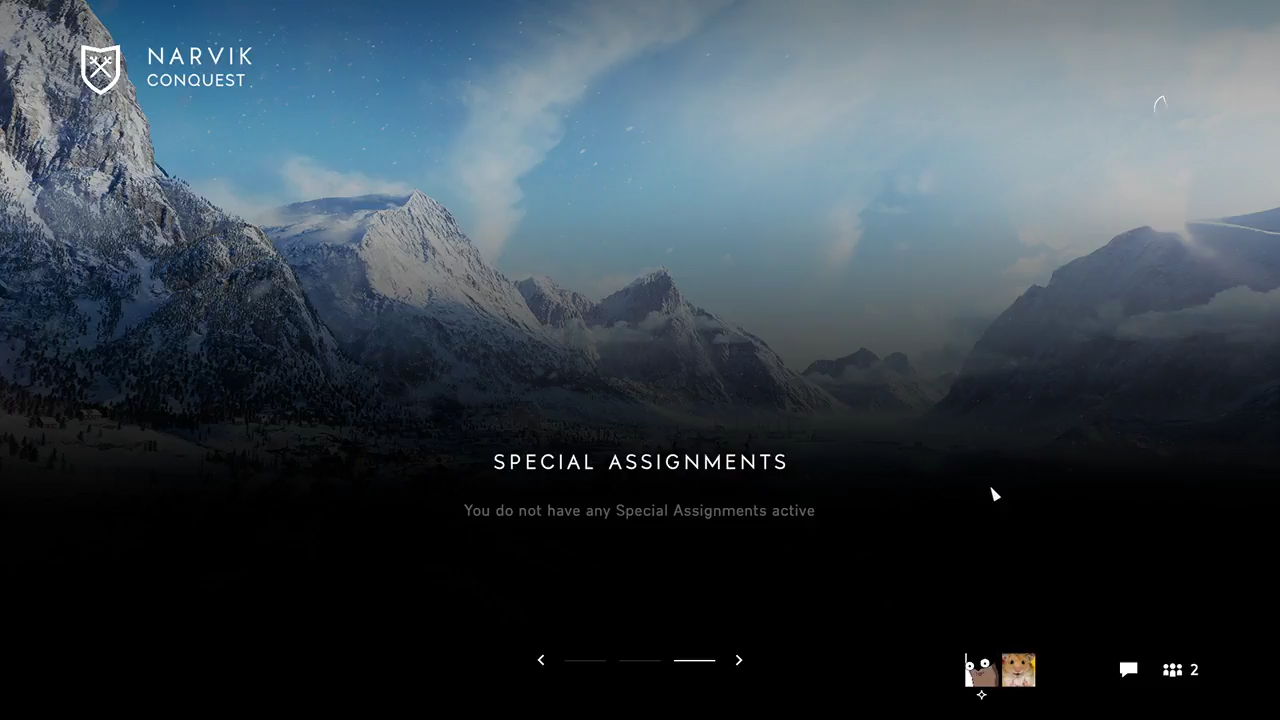 NARVIK
CONQUEST
SPECIAL ASSIGNMENTS
You do not have any Special Assignments active
2